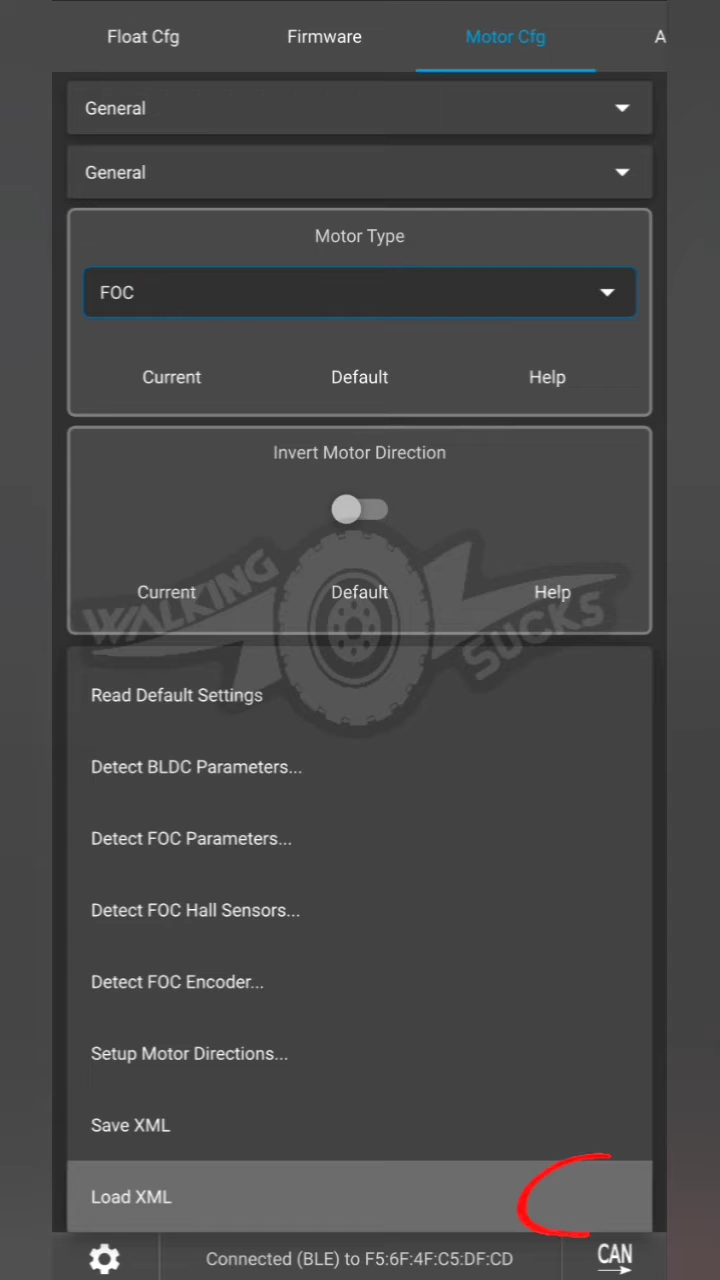 Float Cfg Firmware Motor Cfg A
General
General
Motor Type
FOC
Current Default Help
Invert Motor Direction
Current Default Help
WALKING SUCKS
Read Default Settings
Detect BLDC Parameters...
Detect FOC Parameters...
Detect FOC Hall Sensors...
Detect FOC Encoder...
Setup Motor Directions...
Save XML
Load XML
Connected (BLE) to F5:6F:4F:C5:DF:CD CAN